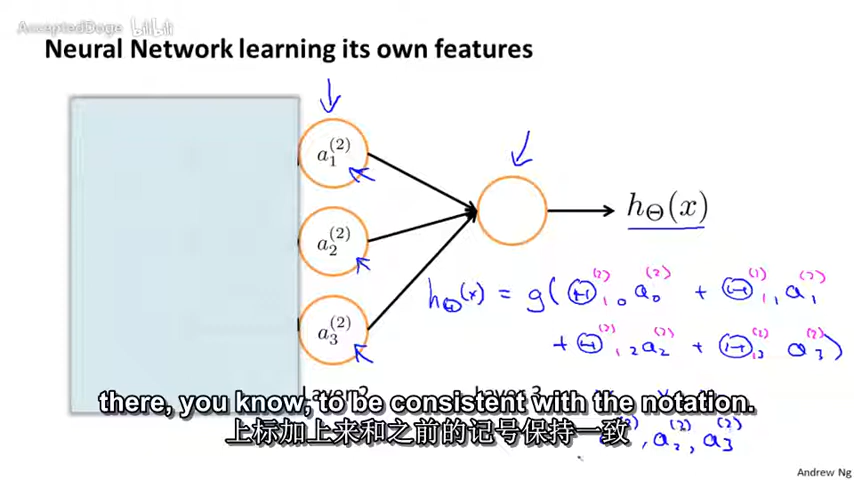 AcceptedDoge bilibili
Neural Network learning its own features
a₁⁽²⁾
a₂⁽²⁾
a₃⁽²⁾
h_Θ(x)
h_Θ(x) = g(Θ₁₀⁽²⁾ a₀⁽²⁾ + Θ₁₁⁽¹⁾ a₁⁽²⁾
+ Θ₁₂⁽²⁾ a₂⁽²⁾ + Θ₁₃⁽²⁾ a₃⁽²⁾)
there, you know, to be consistent with the notation.
上标加上来和之前的记号保持一致
, a₂⁽²⁾, a₃⁽²⁾
Andrew Ng